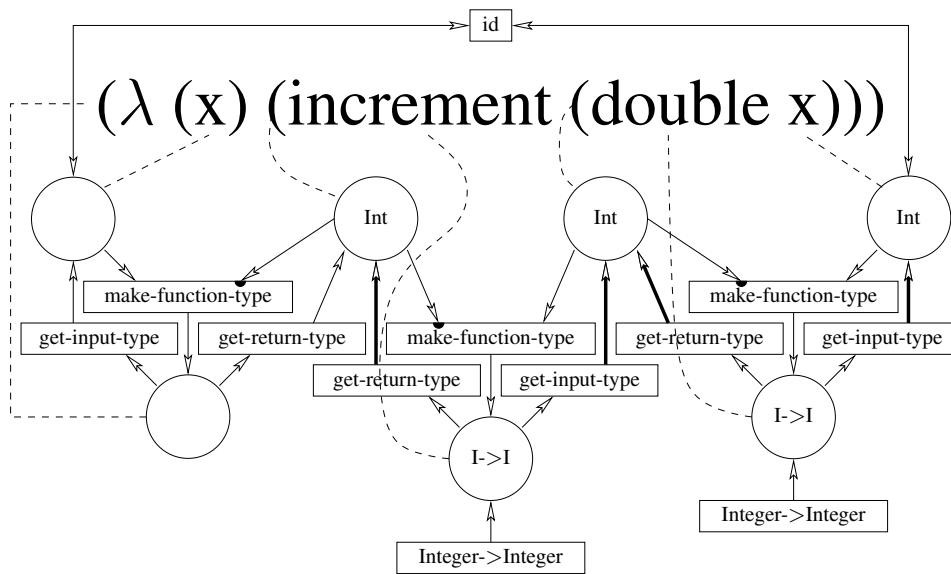 id
(λ (x) (increment (double x)))
Int Int Int
make-function-type make-function-type
get-input-type get-return-type make-function-type get-return-type get-input-type
get-return-type get-input-type
I->I
I->I
Integer->Integer
Integer->Integer